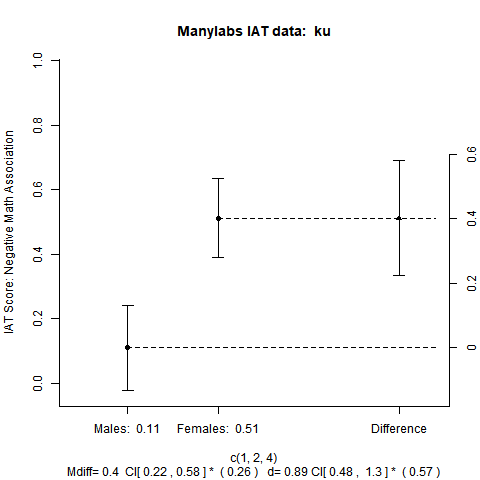 Manylabs IAT data:  ku
IAT Score: Negative Math Association
1.0
0.8
0.6
0.4
0.2
0.0
0.6
0.4
0.2
0
Males:  0.11
Females:  0.51
Difference
c(1, 2, 4)
Mdiff= 0.4  CI[ 0.22 , 0.58 ] *  ( 0.26 )   d= 0.89 CI[ 0.48 ,  1.3 ] *  ( 0.57 )